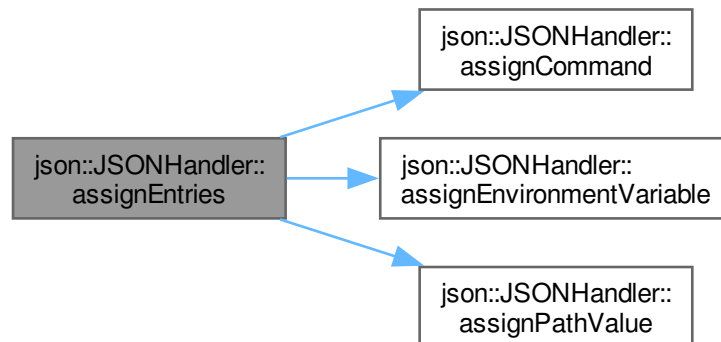 json::JSONHandler::
assignCommand
json::JSONHandler::
assignEntries
json::JSONHandler::
assignEnvironmentVariable
json::JSONHandler::
assignPathValue